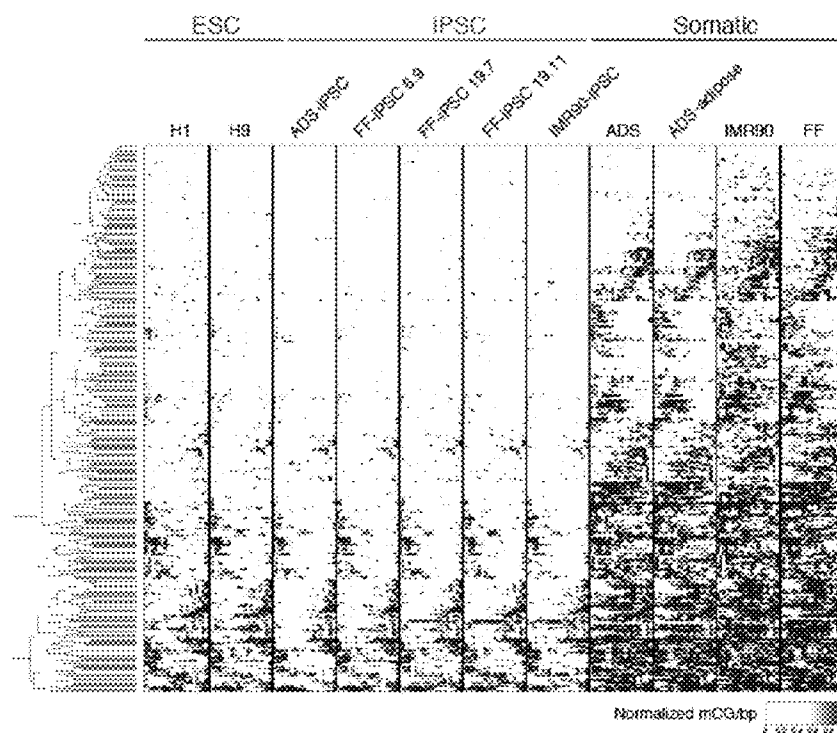 ESC IPSC Somatic
H1 H9 ADS-IPSC FF-IPSC 6.9 FF-IPSC 19.7 FF-IPSC 19.11 IMR90-IPSC ADS ADS-adipose IMR90 FF
Normalized mCG/bp